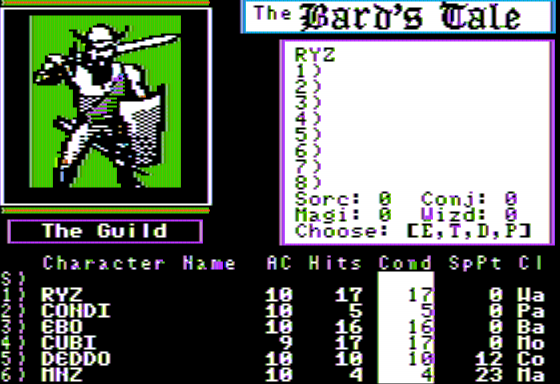 The Bard's Tale
RYZ
1)
2)
3)
4)
5)
6)
7)
8)
Sorc: 0 Conj: 0
Magi: 0 Wizd: 0
Choose: [E,T,D,P]
The Guild
Character Name AC Hits Cond SpPt Cl
S)
1) RYZ 10 17 17 0 Wa
2) CONDI 10 5 5 0 Pa
3) EBO 10 16 16 0 Ba
4) CUBI 9 17 17 0 Mo
5) DEDDO 10 10 10 12 Co
6) MNZ 10 4 4 23 Ma